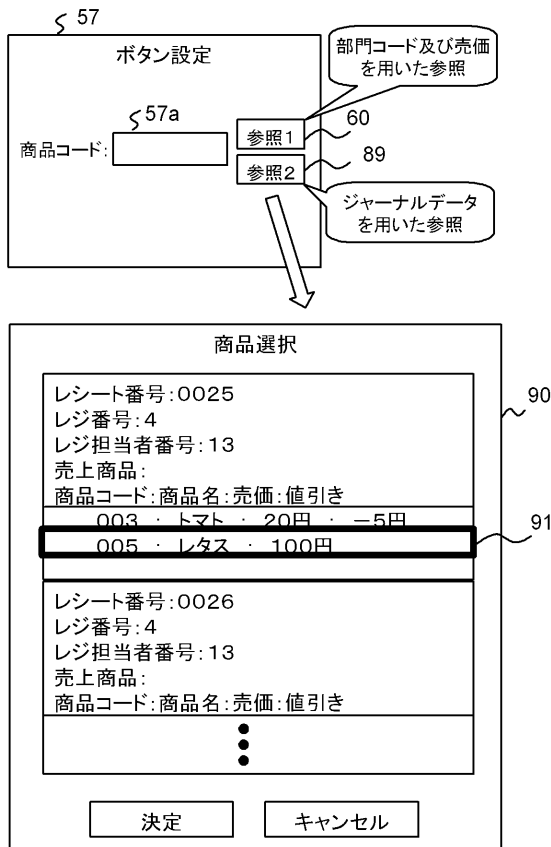 57
ボタン設定
部門コード及び売価
を用いた参照
57a
商品コード:
参照1
60
参照2
89
ジャーナルデータ
を用いた参照
商品選択
90
レシート番号:0025
レジ番号:4
レジ担当者番号:13
売上商品:
商品コード:商品名:売価:値引き
003 : トマト : 20円 : −5円
005 : レタス : 100円
91
レシート番号:0026
レジ番号:4
レジ担当者番号:13
売上商品:
商品コード:商品名:売価:値引き
決定
キャンセル